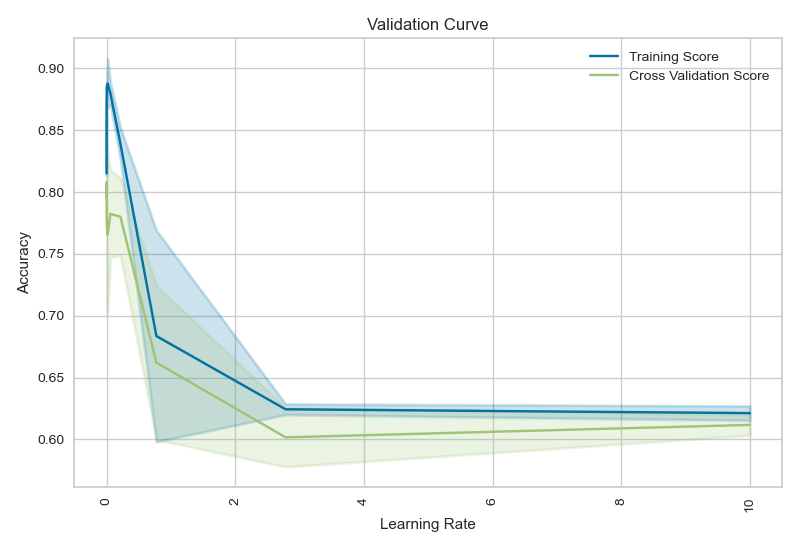 Validation Curve
Training Score
Cross Validation Score
0.90
0.85
0.80
0.75
0.70
0.65
0.60
Accuracy
0
2
4
6
8
10
Learning Rate